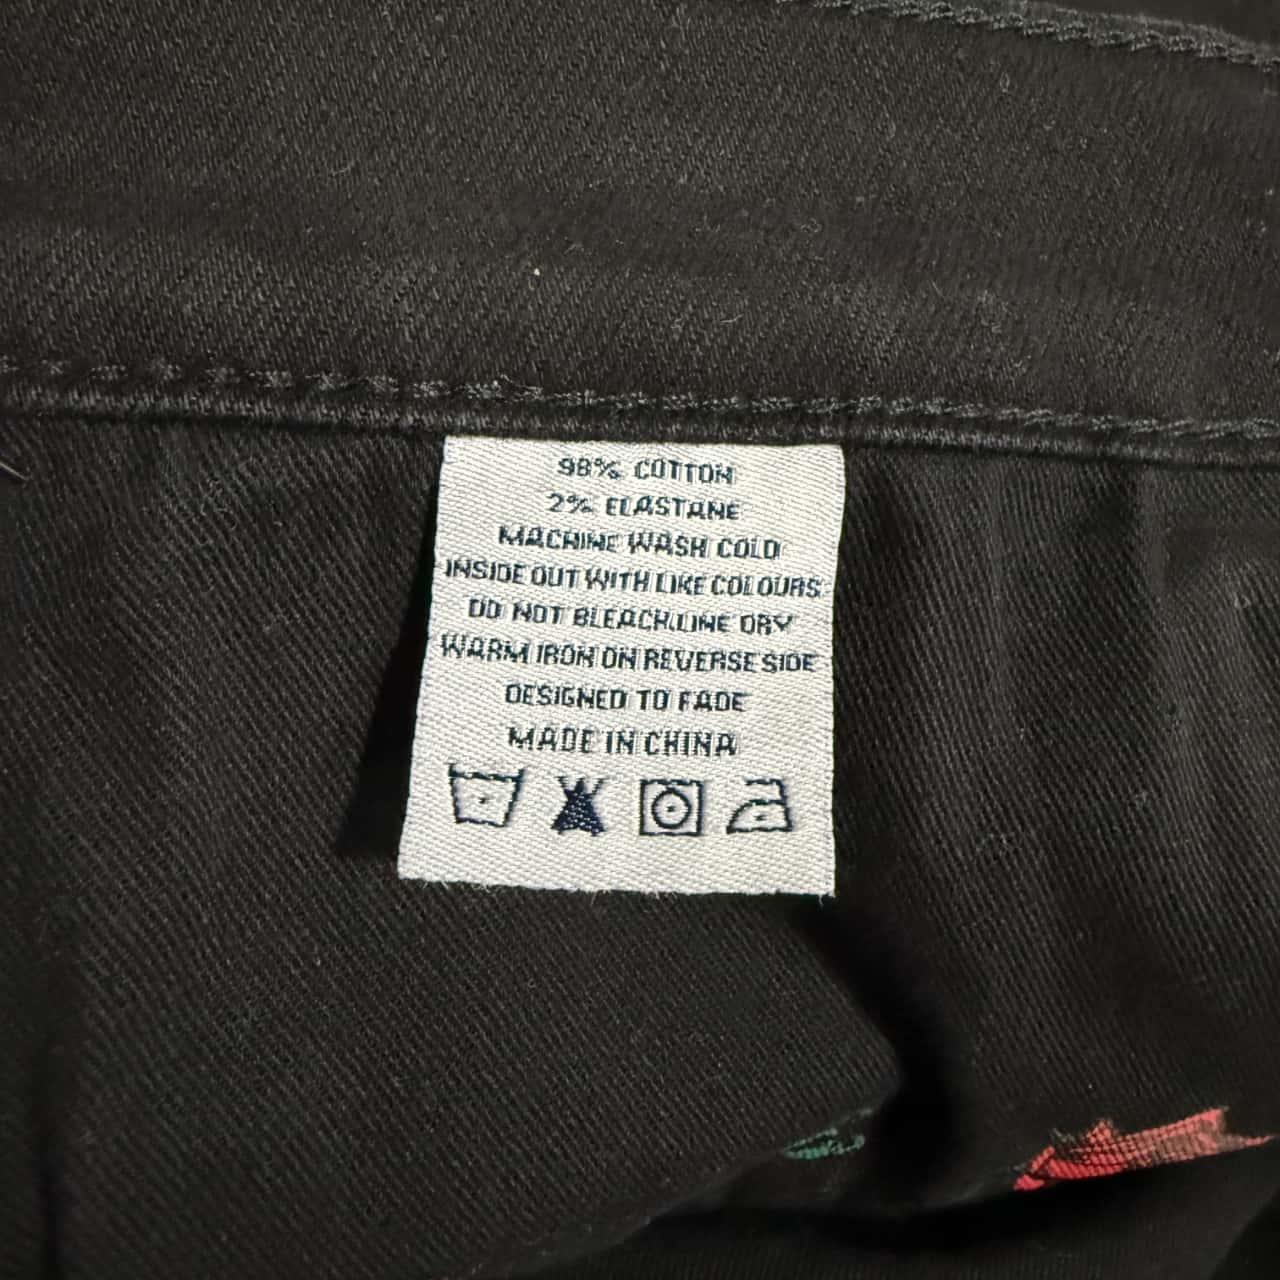 98% COTTON
2% ELASTANE
MACHINE WASH COLD
INSIDE OUT WITH LIKE COLOURS
DO NOT BLEACH.LINE DRY
WARM IRON ON REVERSE SIDE
DESIGNED TO FADE
MADE IN CHINA